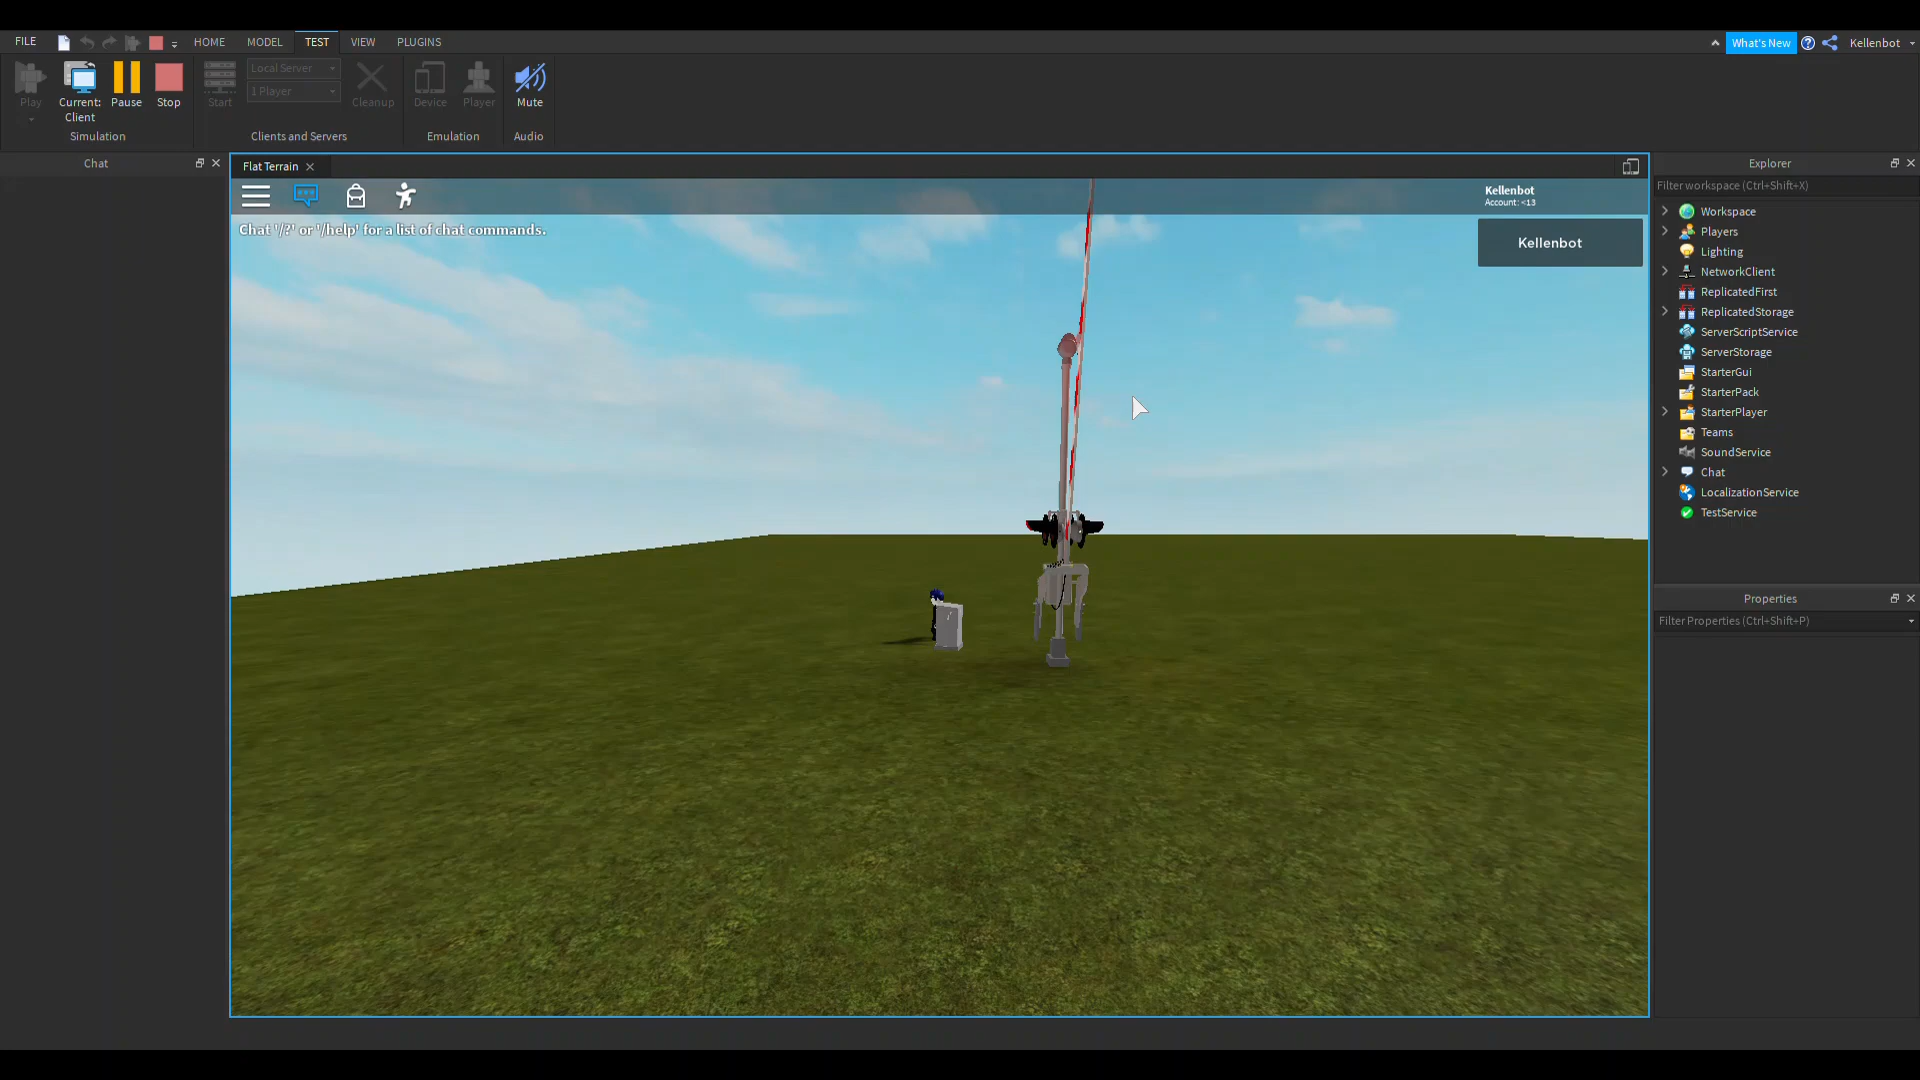 FILE
HOME
MODEL
TEST
VIEW
PLUGINS
What's New
Kellenbot
Play
Current:
Client
Pause
Stop
Simulation
Start
Local Server
1 Player
Cleanup
Clients and Servers
Device
Player
Emulation
Mute
Audio
Chat
Flat Terrain
Chat '/?' or '/help' for a list of chat commands.
Kellenbot
Account: <13
Kellenbot
Explorer
Filter workspace (Ctrl+Shift+X)
Workspace
Players
Lighting
NetworkClient
ReplicatedFirst
ReplicatedStorage
ServerScriptService
ServerStorage
StarterGui
StarterPack
StarterPlayer
Teams
SoundService
Chat
LocalizationService
TestService
Properties
Filter Properties (Ctrl+Shift+P)